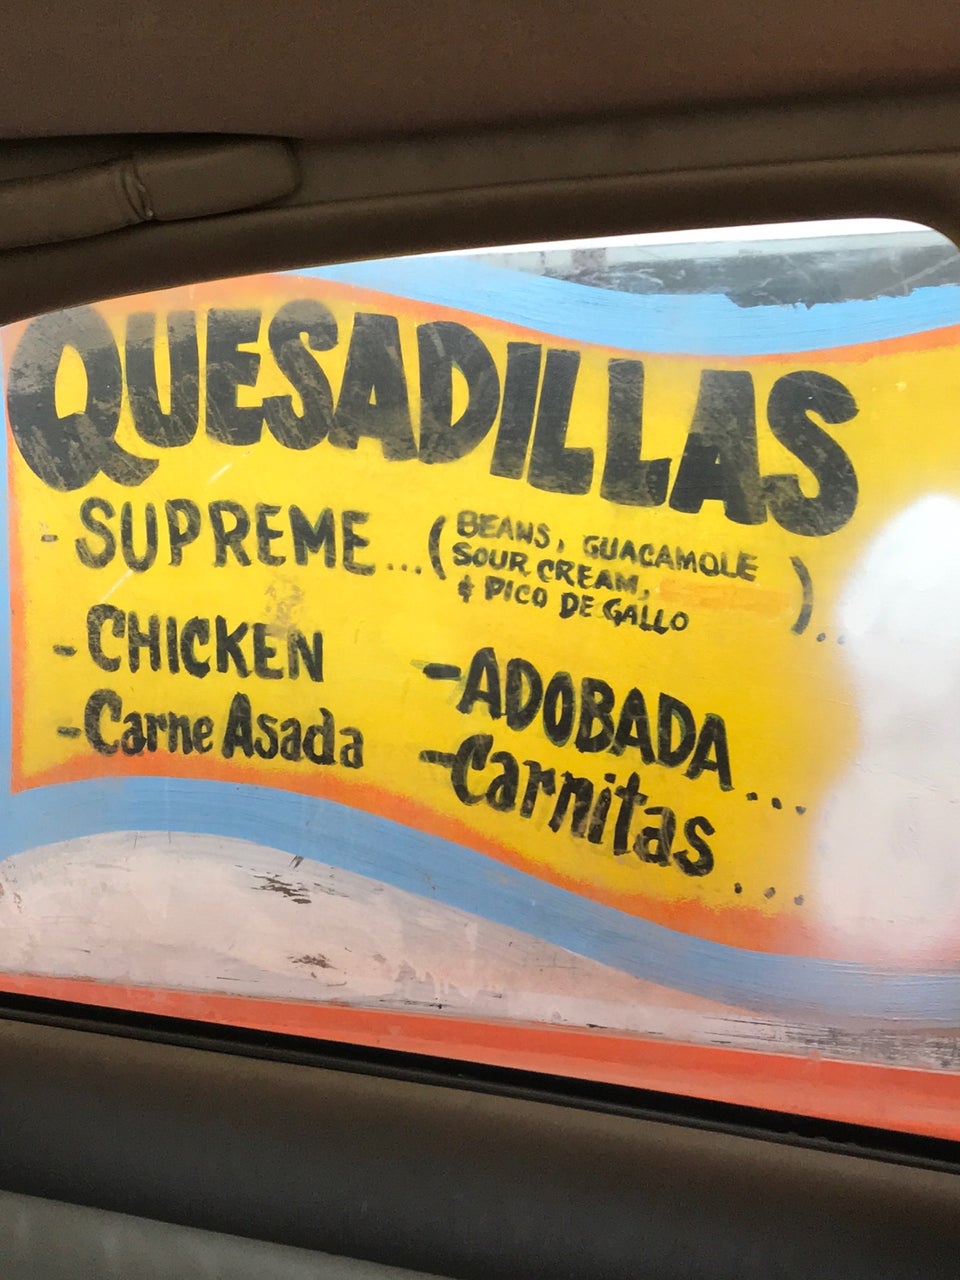 QUESADILLAS
- SUPREME... (BEANS, GUACAMOLE
SOUR CREAM,
& PICO DE GALLO)...
- CHICKEN
- Carne Asada
- ADOBADA...
- Carnitas...